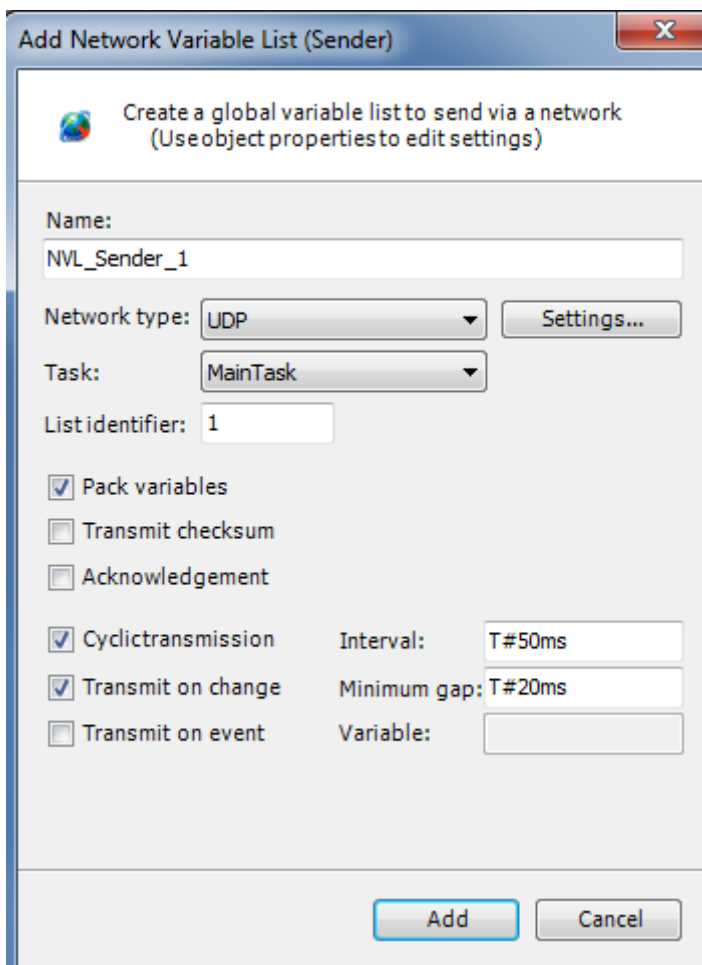 Add Network Variable List (Sender)
Create a global variable list to send via a network
(Use object properties to edit settings)
Name:
NVL_Sender_1
Network type: UDP Settings...
Task: MainTask
List identifier: 1
Pack variables
Transmit checksum
Acknowledgement
Cyclic transmission Interval: T#50ms
Transmit on change Minimum gap: T#20ms
Transmit on event Variable:
Add Cancel